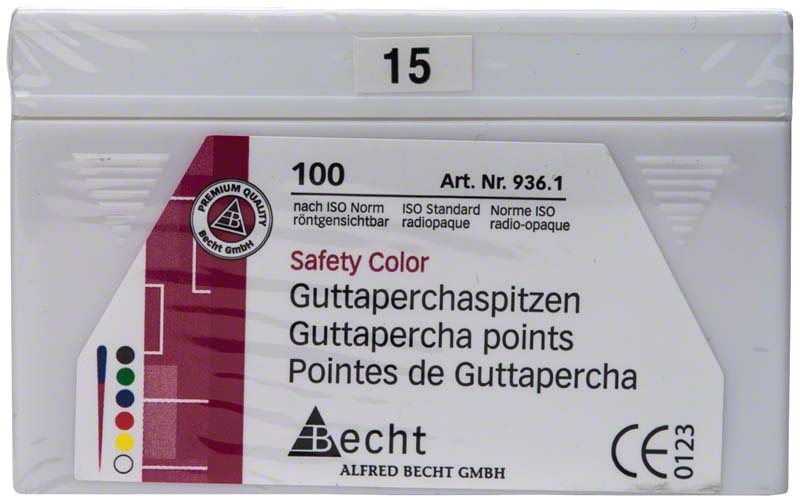 15
100 Art. Nr. 936.1
nach ISO Norm ISO Standard Norme ISO
röntgensichtbar radiopaque radio-opaque
PREMIUM QUALITY
B
Becht GmbH
Safety Color
Guttaperchaspitzen
Guttapercha points
Pointes de Guttapercha
Becht
ALFRED BECHT GMBH
CE 0123